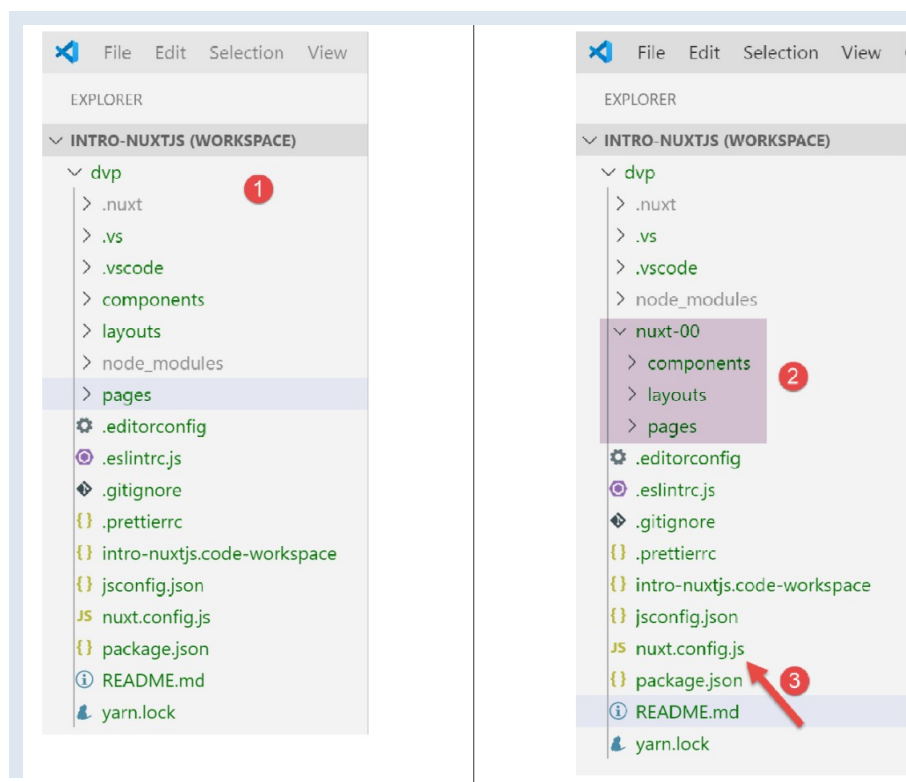 File Edit Selection View
EXPLORER
INTRO-NUXTJS (WORKSPACE)
dvp
1
.nuxt
.vs
.vscode
components
layouts
node_modules
pages
.editorconfig
.eslintrc.js
.gitignore
.prettierrc
intro-nuxtjs.code-workspace
jsconfig.json
JS nuxt.config.js
package.json
README.md
yarn.lock
File Edit Selection View
EXPLORER
INTRO-NUXTJS (WORKSPACE)
dvp
.nuxt
.vs
.vscode
node_modules
nuxt-00
components
2
layouts
pages
.editorconfig
.eslintrc.js
.gitignore
.prettierrc
intro-nuxtjs.code-workspace
jsconfig.json
JS nuxt.config.js
package.json 3
README.md
yarn.lock